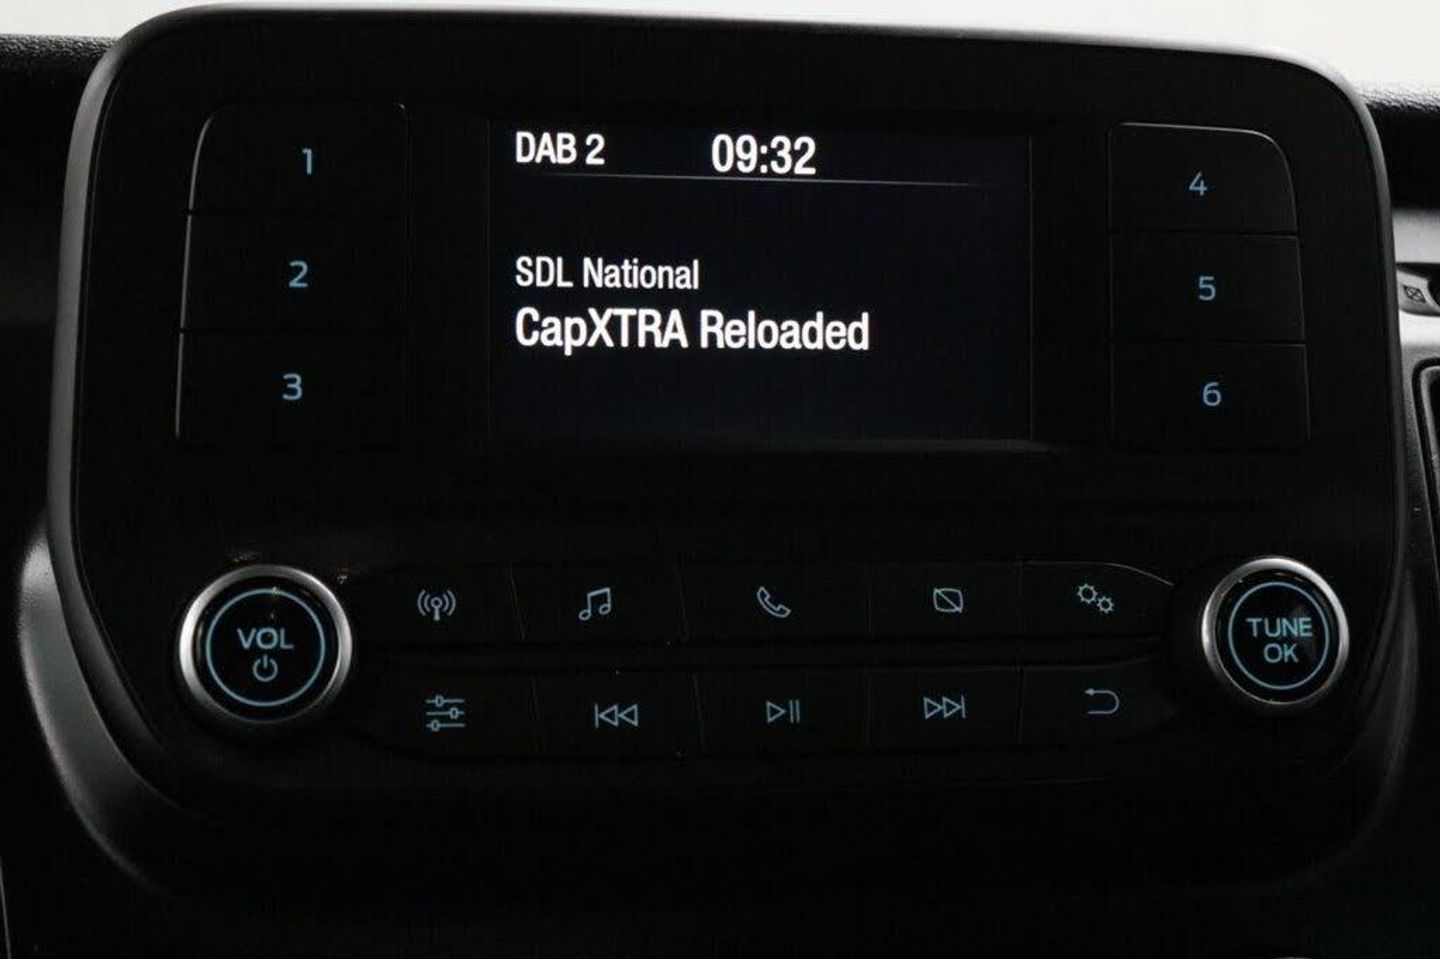 DAB 2 09:32
SDL National
CapXTRA Reloaded
1
2
3
4
5
6
VOL
TUNE
OK